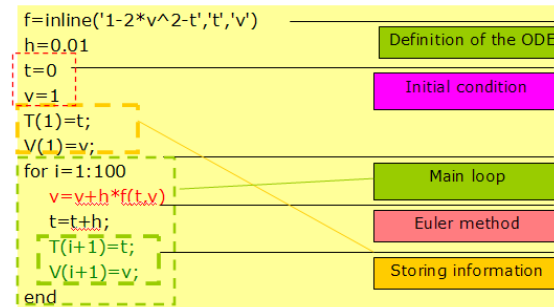 f=inline('1-2*v^2-t','t','v')
h=0.01
t=0
v=1
T(1)=t;
V(1)=v;
for i=1:100
v=v+h*f(t,v)
t=t+h;
T(i+1)=t;
V(i+1)=v;
end
Definition of the ODE
Initial condition
Main loop
Euler method
Storing information